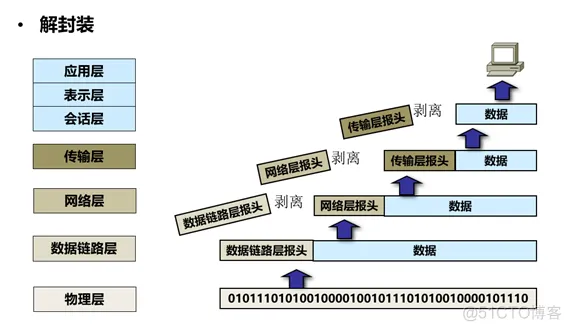 • 解封装
应用层
表示层
会话层
传输层
网络层
数据链路层
物理层
传输层报头 剥离
数据
网络层报头 剥离
传输层报头 数据
数据链路层报头 剥离
网络层报头 数据
数据链路层报头 数据
0101110101001000010010111010100100001011​10
@51CTO博客